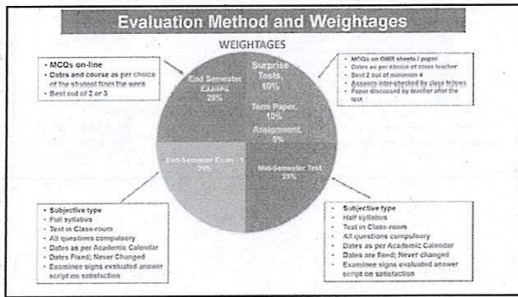 Evaluation Method and Weightages
WEIGHTAGES
• MCQs on-line
• Dates and course as per choice
of the student from the week
• Best out of 2 or 3
End Semester
25%
Surprise
Tests,
10%
Term Paper,
10%
Assignment,
5%
• MCQs on OMR sheets / paper
• Dates as per choice of class teacher
• Best 2 out of minimum 4
• Answers inter-checked by class fellows
• Paper discussed by teacher after the
test
End-Semester Exam - 1
25%
Mid-Semester Test
25%
• Subjective type
• Full syllabus
• Test in Class-room
• All questions compulsory
• Dates as per Academic Calendar
• Dates Fixed; Never Changed
• Examinee signs evaluated answer
script on satisfaction
• Subjective type
• Half syllabus
• Test in Class-room
• All questions compulsory
• Dates as per Academic Calendar
• Dates are fixed; Never changed
• Examinee signs evaluated answer
script on satisfaction